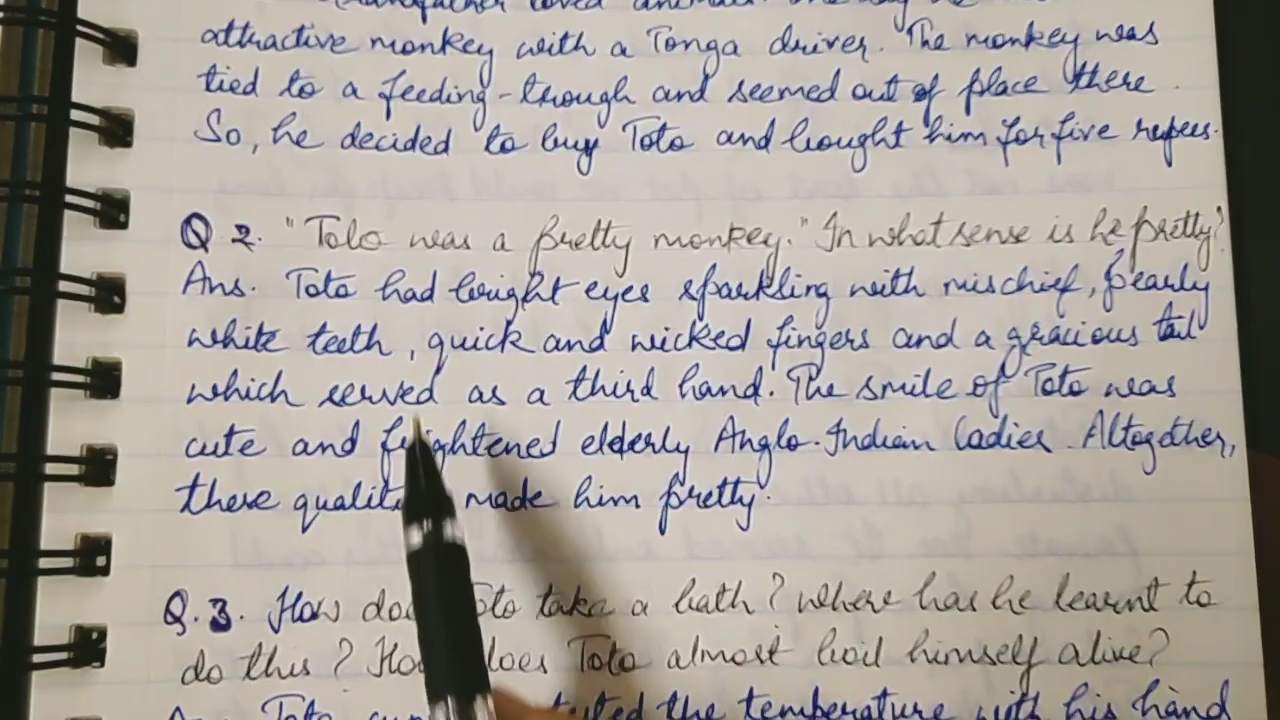 attractive monkey with a Tonga driver. The monkey was
tied to a feeding-trough and seemed out of place there.
So, he decided to buy Toto and bought him for five rupees.
Q 2. "Toto was a pretty monkey." In what sense is he pretty?
Ans. Toto had bright eyes sparkling with mischief, pearly
white teeth, quick and wicked fingers and a gracious tail
which served as a third hand. The smile of Toto was
cute and frightened elderly Anglo-Indian ladies. Altogether,
these made him pretty.
Q.3. How Toto take a bath? Where has he learnt to
do this? does Toto almost boil himself alive?
Toto the temperature with his hand